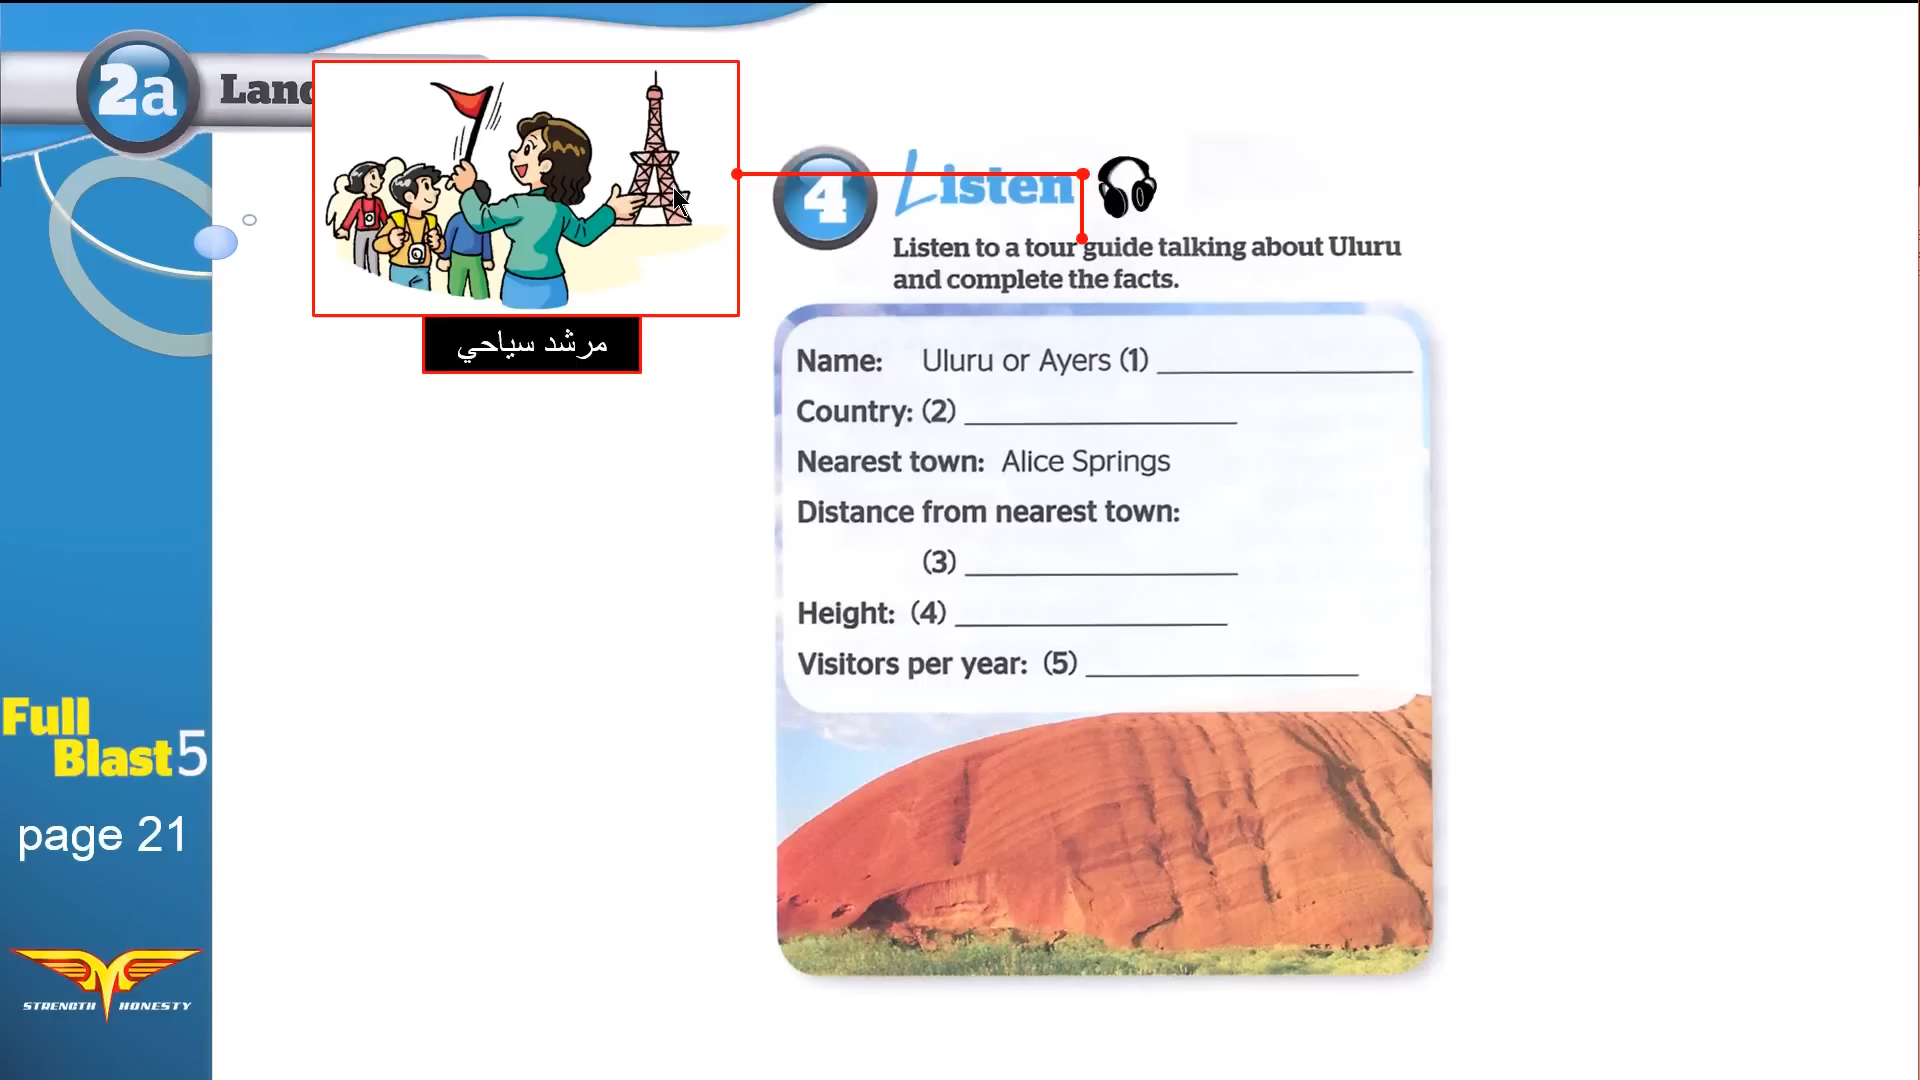 2a
Land
مرشد سياحي
4
Listen
Listen to a tour guide talking about Uluru
and complete the facts.
Name: Uluru or Ayers (1)
Country: (2)
Nearest town: Alice Springs
Distance from nearest town:
(3)
Height: (4)
Visitors per year: (5)
Full
Blast 5
page 21
STRENGTH HONESTY